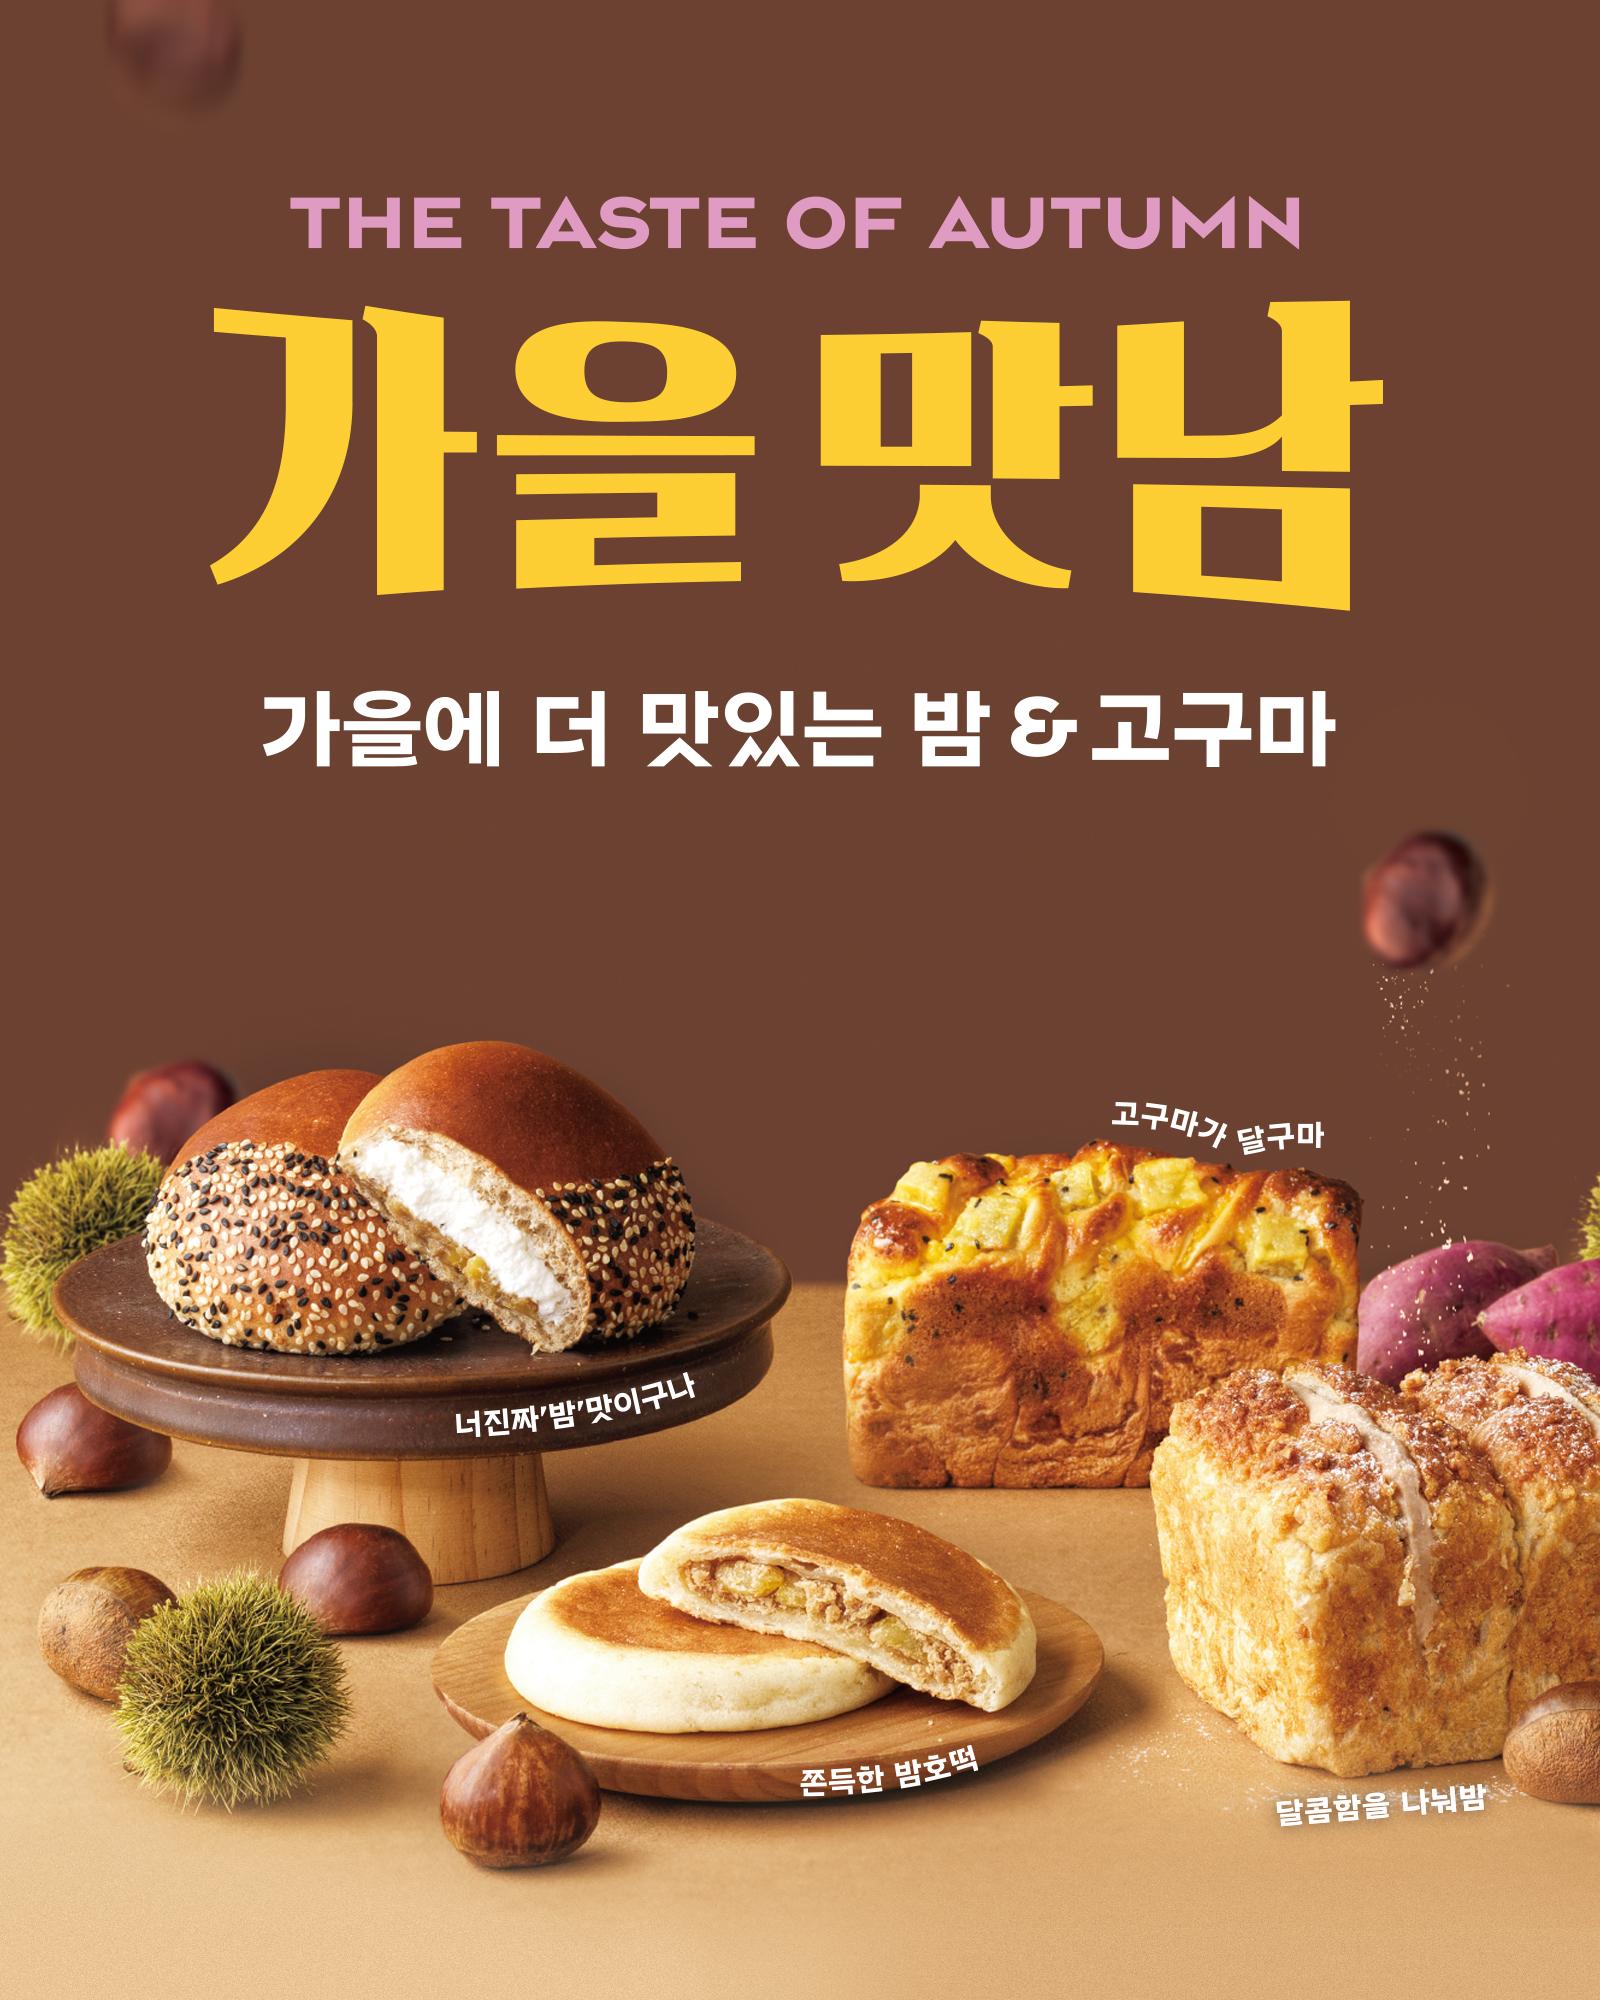 THE TASTE OF AUTUMN
가을 맛남
가을에 더 맛있는 밤 & 고구마
고구마가 달구마
너진짜'밤'맛이구나
쫀득한 밤호떡
달콤함을 나눠밤